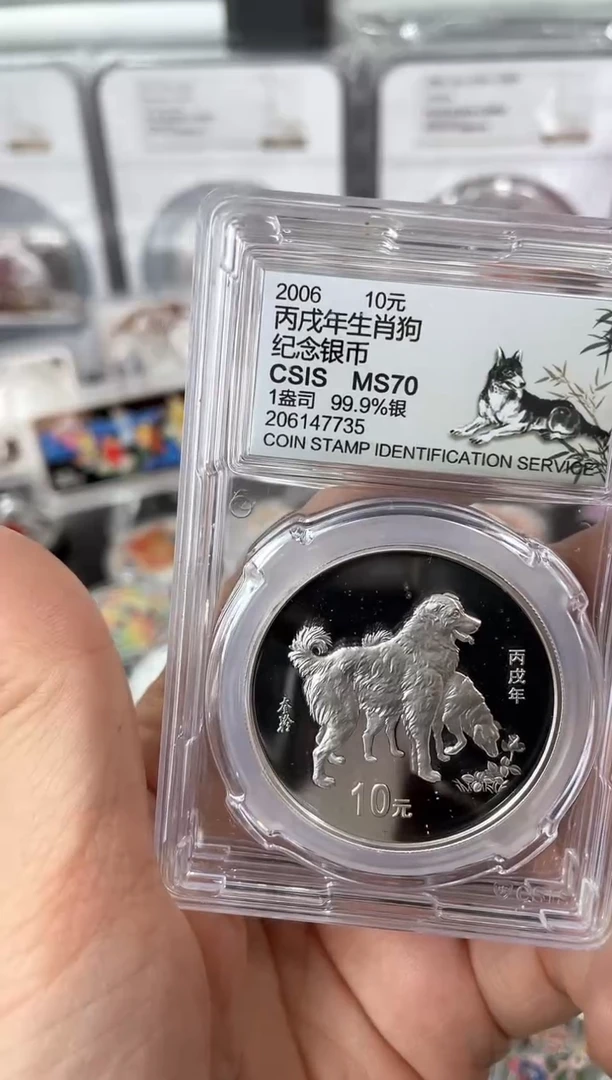 2006 10元
丙戌年生肖狗
纪念银币
CSIS MS70
1盎司 99.9%银
206147735
COIN STAMP IDENTIFICATION SERVICES
丙戌年
10元